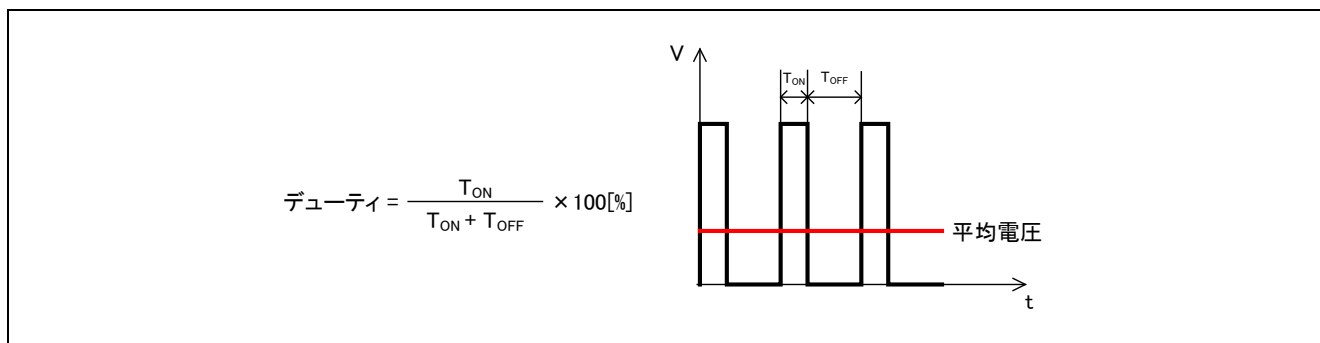 V
T_ON T_OFF
デューティ = T_ON / (T_ON + T_OFF) × 100[%]
平均電圧
t